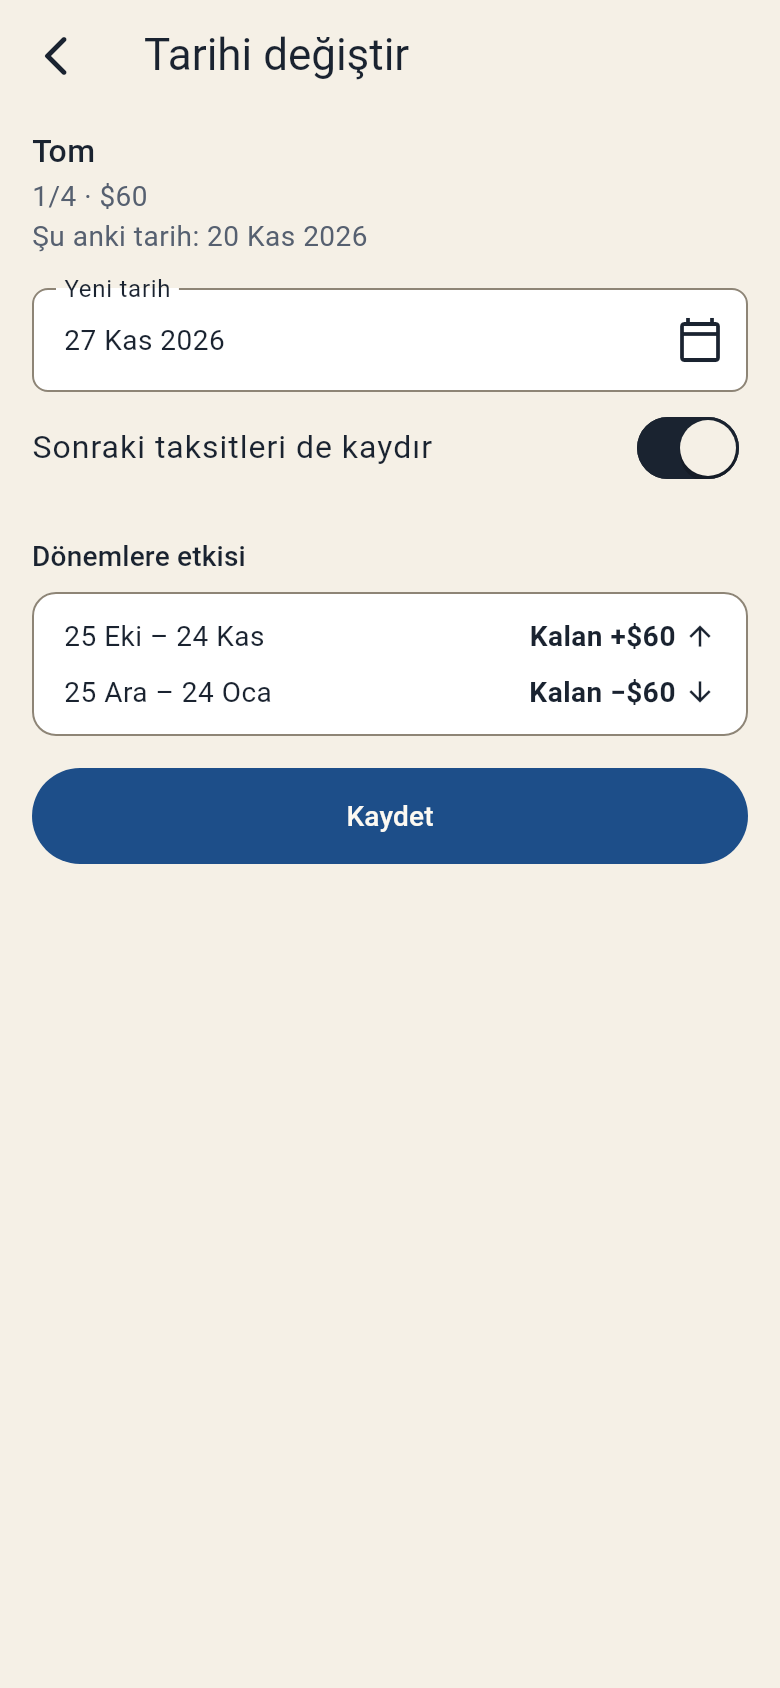 Tarihi değiştir
Tom
1/4 · $60
Şu anki tarih: 20 Kas 2026
Yeni tarih
27 Kas 2026
Sonraki taksitleri de kaydır
Dönemlere etkisi
25 Eki – 24 Kas Kalan +$60 ↑
25 Ara – 24 Oca Kalan −$60 ↓
Kaydet